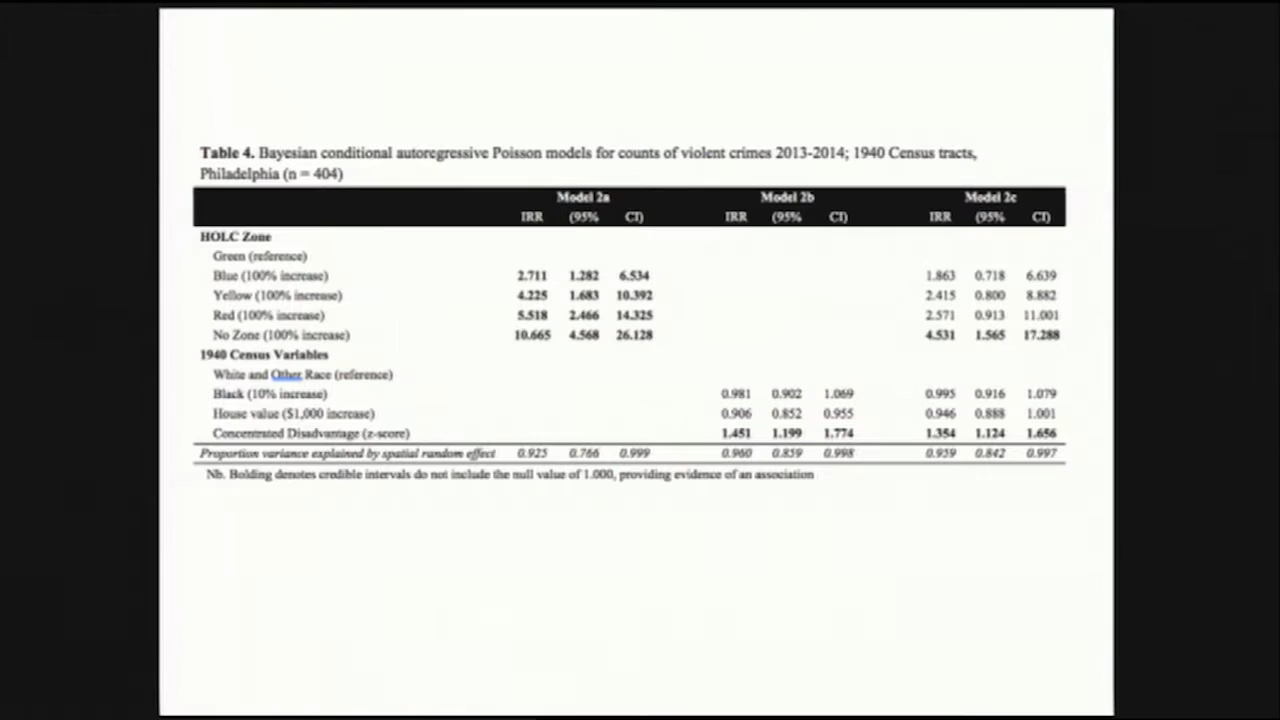 Table 4. Bayesian conditional autoregressive Poisson models for counts of violent crimes 2013-2014; 1940 Census tracts,
Philadelphia (n = 404)
Model 2a Model 2b Model 2c
IRR (95% CI) IRR (95% CI) IRR (95% CI)
HOLC Zone
Green (reference)
Blue (100% increase) 2.711 1.282 6.534 1.863 0.718 6.639
Yellow (100% increase) 4.225 1.683 10.392 2.415 0.800 8.882
Red (100% increase) 5.518 2.466 14.325 2.571 0.913 11.001
No Zone (100% increase) 10.665 4.568 26.128 4.531 1.565 17.288
1940 Census Variables
White and Other Race (reference)
Black (10% increase) 0.981 0.902 1.069 0.995 0.916 1.079
House value ($1,000 increase) 0.906 0.852 0.955 0.946 0.888 1.001
Concentrated Disadvantage (z-score) 1.451 1.199 1.774 1.354 1.124 1.656
Proportion variance explained by spatial random effect 0.925 0.766 0.999 0.960 0.859 0.998 0.959 0.842 0.997
Nb. Bolding denotes credible intervals do not include the null value of 1.000, providing evidence of an association